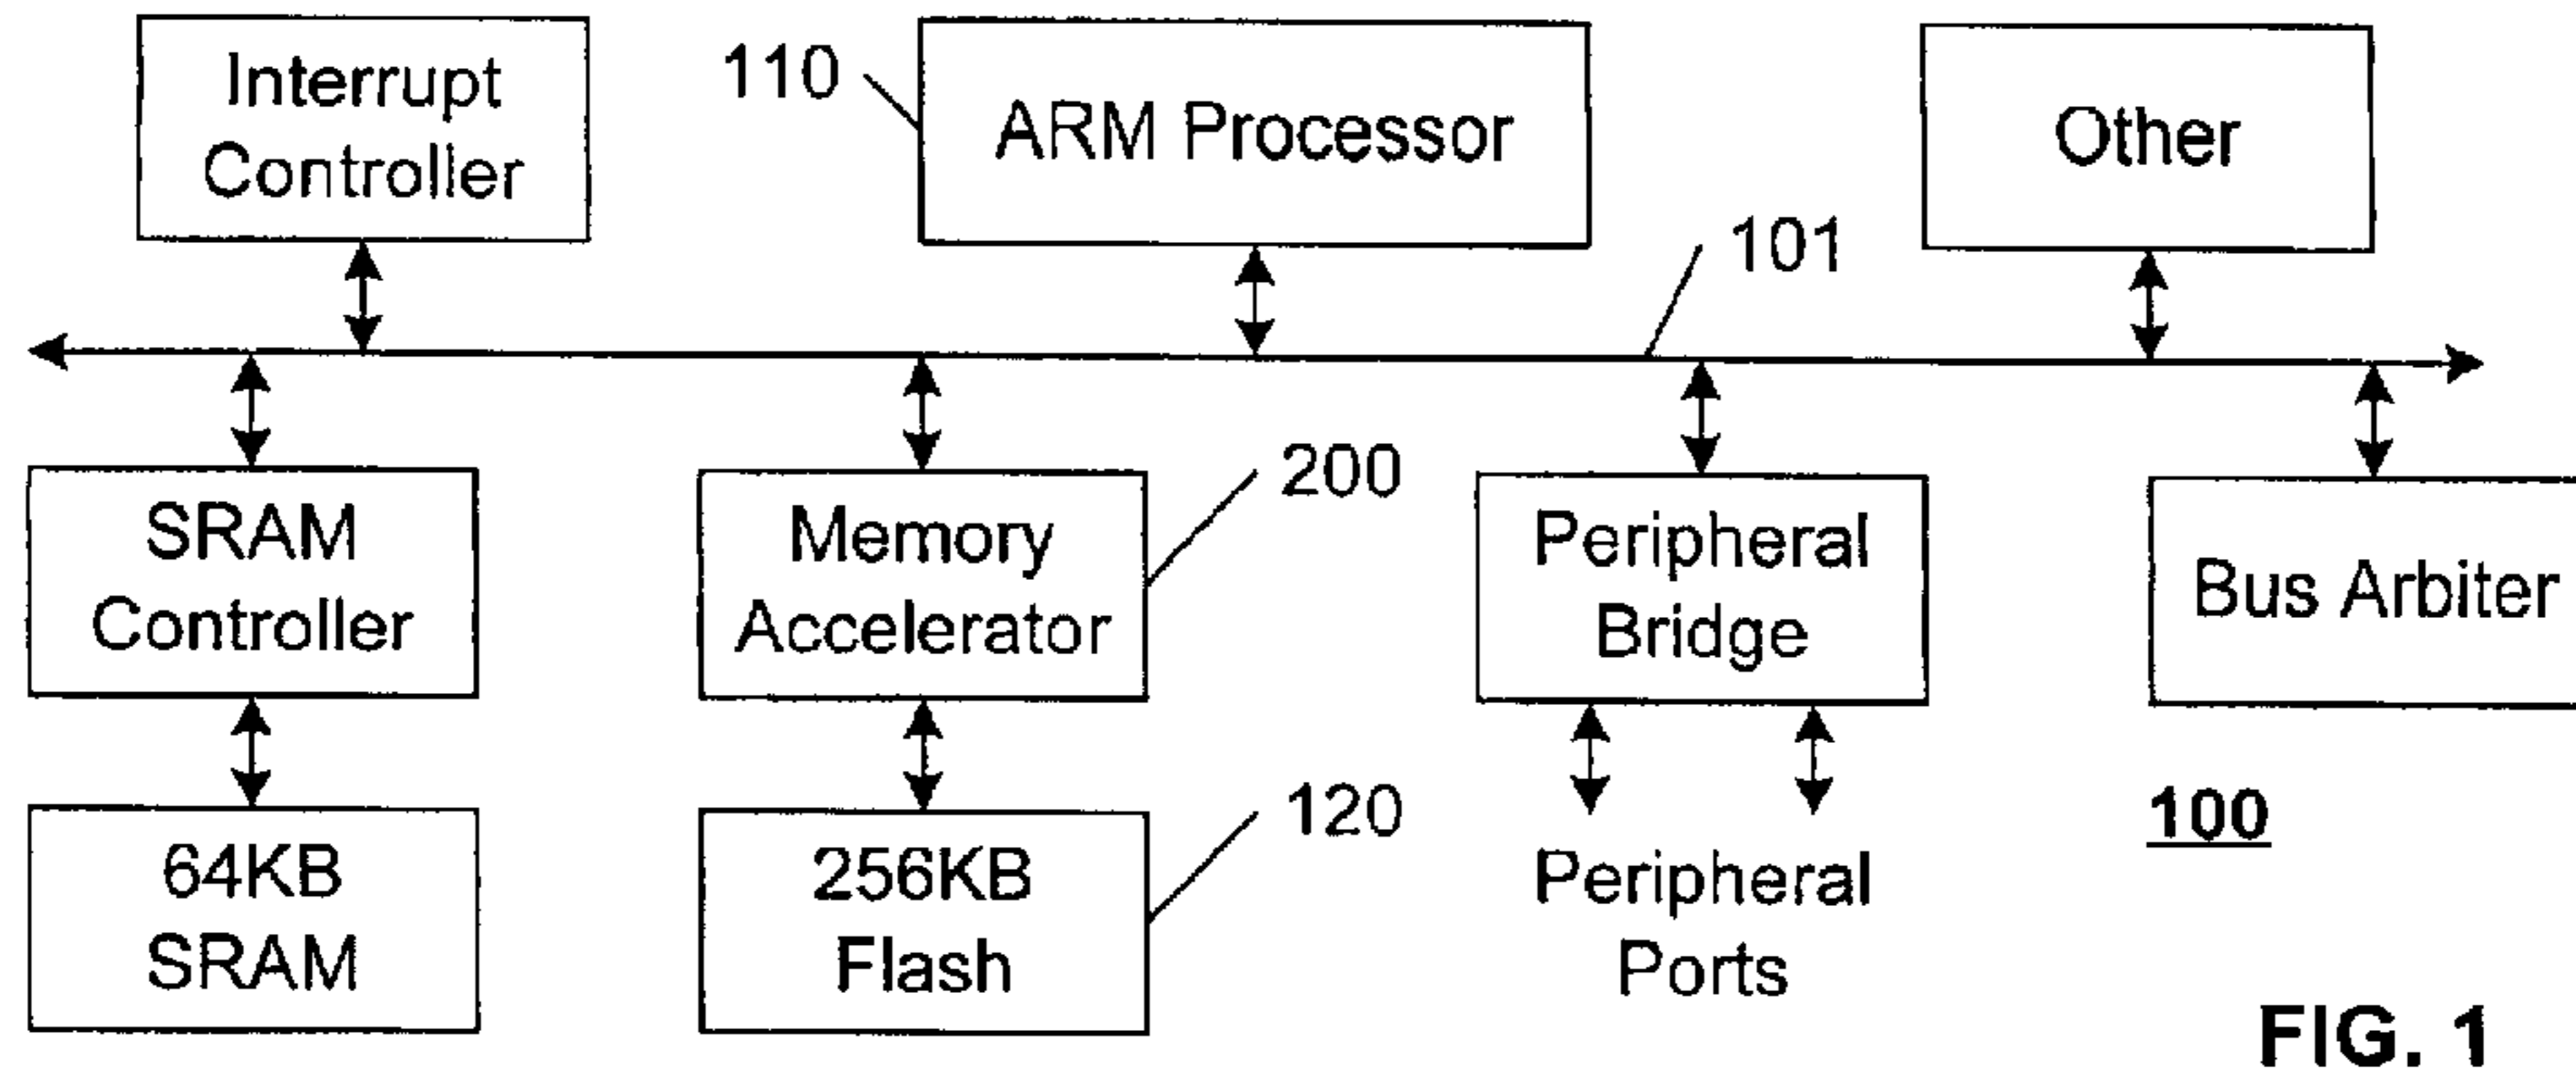 Interrupt
Controller
110
ARM Processor
Other
101
SRAM
Controller
Memory
Accelerator
200
Peripheral
Bridge
Bus Arbiter
64KB
SRAM
256KB
Flash
120
Peripheral
Ports
100
FIG. 1